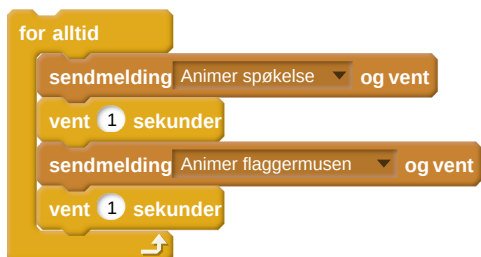 for alltid
sendmelding Animer spøkelse og vent
vent 1 sekunder
sendmelding Animer flaggermusen og vent
vent 1 sekunder